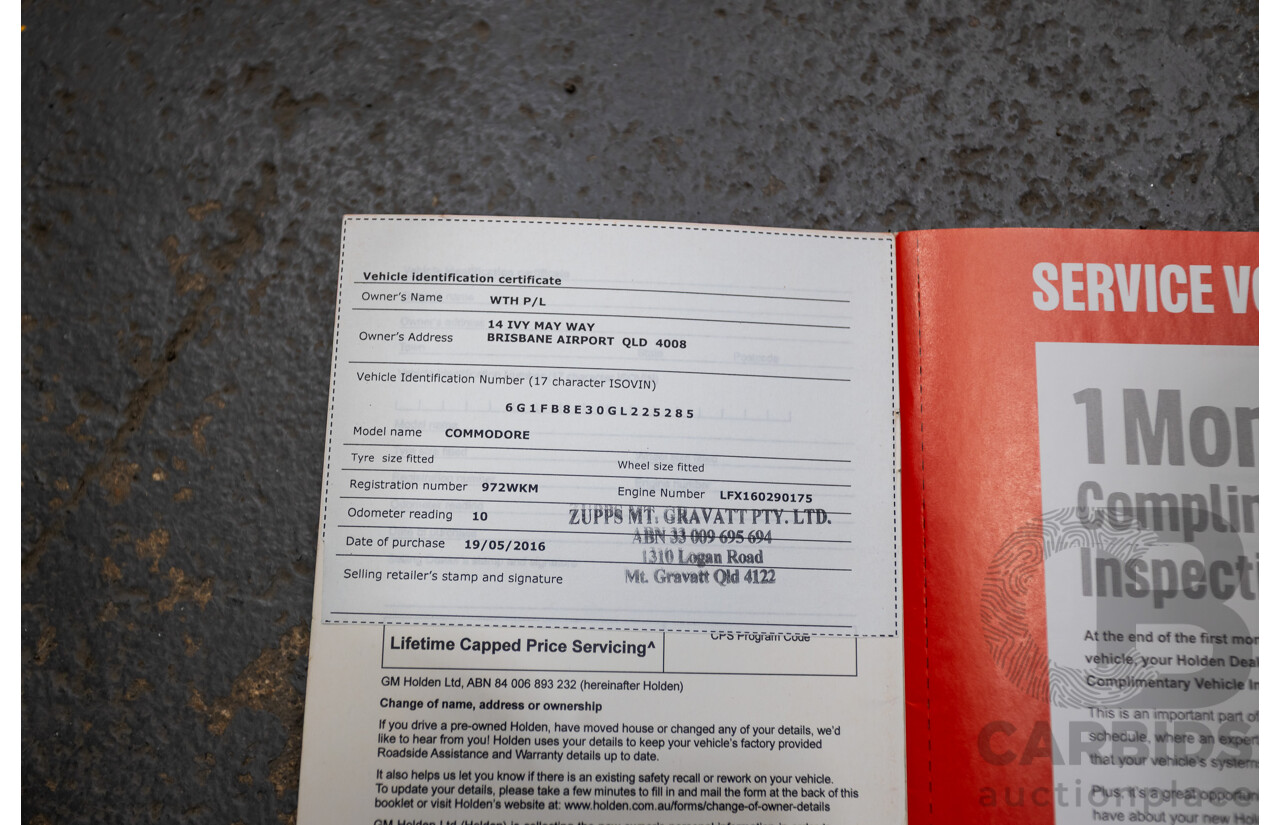 Vehicle identification certificate
Owner's Name WTH P/L
14 IVY MAY WAY
Owner's Address BRISBANE AIRPORT QLD 4008
Vehicle Identification Number (17 character ISOVIN)
6G1FB8E30GL225285
Model name COMMODORE
Tyre size fitted Wheel size fitted
Registration number 972WKM Engine Number LFX160290175
Odometer reading 10 ZUPPS MT. GRAVATT PTY. LTD.
ABN 33 009 695 694
Date of purchase 19/05/2016
1310 Logan Road
Selling retailer's stamp and signature Mt. Gravatt Qld 4122
CPS Program Code
Lifetime Capped Price Servicing^
GM Holden Ltd, ABN 84 006 893 232 (hereinafter Holden)
Change of name, address or ownership
If you drive a pre-owned Holden, have moved house or changed any of your details, we'd
like to hear from you! Holden uses your details to keep your vehicle's factory provided
Roadside Assistance and Warranty details up to date.
It also helps us let you know if there is an existing safety recall or rework on your vehicle.
To update your details, please take a few minutes to fill in and mail the form at the back of this
booklet or visit Holden's website at: www.holden.com.au/forms/change-of-owner-details
SERVICE
1
At the end of the first
vehicle, your Holden
Complimentary Vehicle
This is an important part of
schedule, where an
that your vehicle's
Plus, it's a great
have about your new
CARBIDS